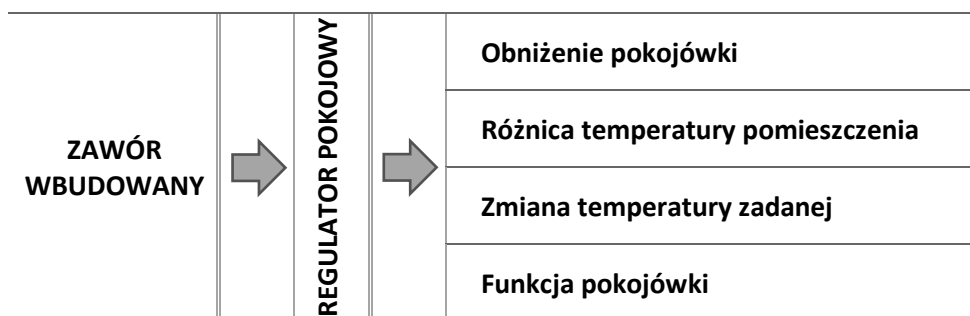 ZAWÓR
WBUDOWANY
REGULATOR POKOJOWY
Obniżenie pokojówki
Różnica temperatury pomieszczenia
Zmiana temperatury zadanej
Funkcja pokojówki